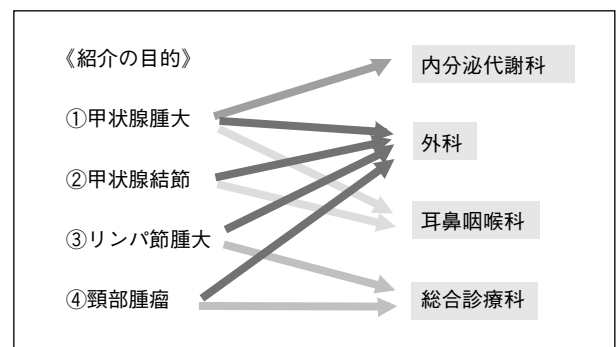 《紹介の目的》
①甲状腺腫大
②甲状腺結節
③リンパ節腫大
④頸部腫瘤
内分泌代謝科
外科
耳鼻咽喉科
総合診療科